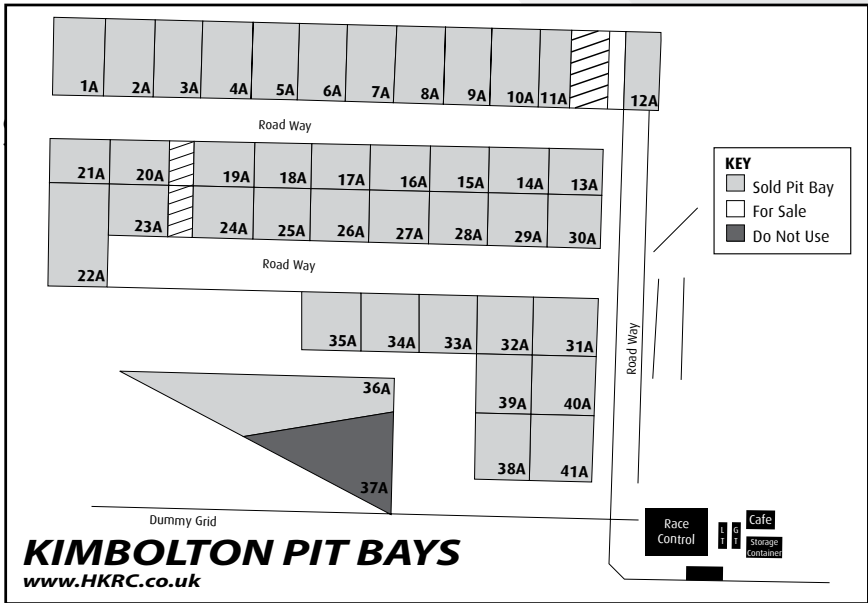 1A 2A 3A 4A 5A 6A 7A 8A 9A 10A 11A 12A
Road Way
21A 20A 19A 18A 17A 16A 15A 14A 13A
23A 24A 25A 26A 27A 28A 29A 30A
22A
Road Way
35A 34A 33A 32A 31A
36A
39A 40A
38A 41A
37A
Road Way
KEY
Sold Pit Bay
For Sale
Do Not Use
Dummy Grid
Race
Control
L
T
G
T
Cafe
Storage
Container
KIMBOLTON PIT BAYS
www.HKRC.co.uk